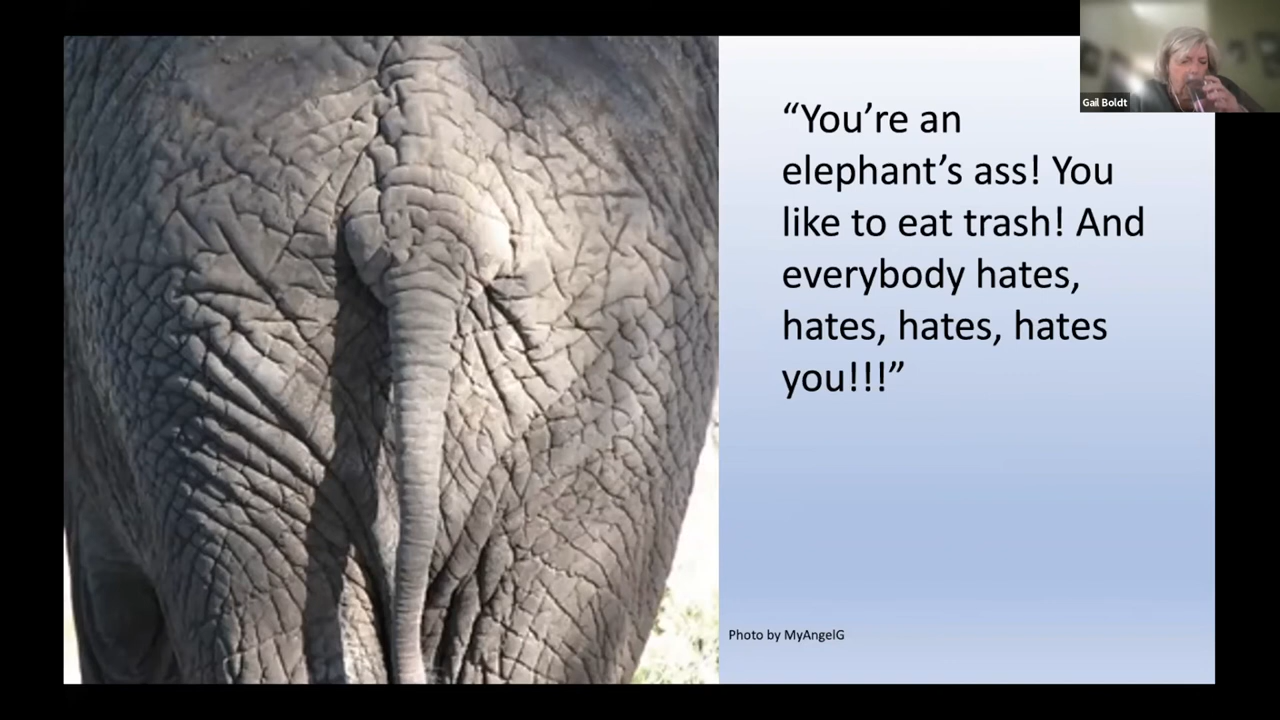 Gail Boldt
“You’re an
elephant’s ass! You
like to eat trash! And
everybody hates,
hates, hates, hates
you!!!”
Photo by MyAngelG